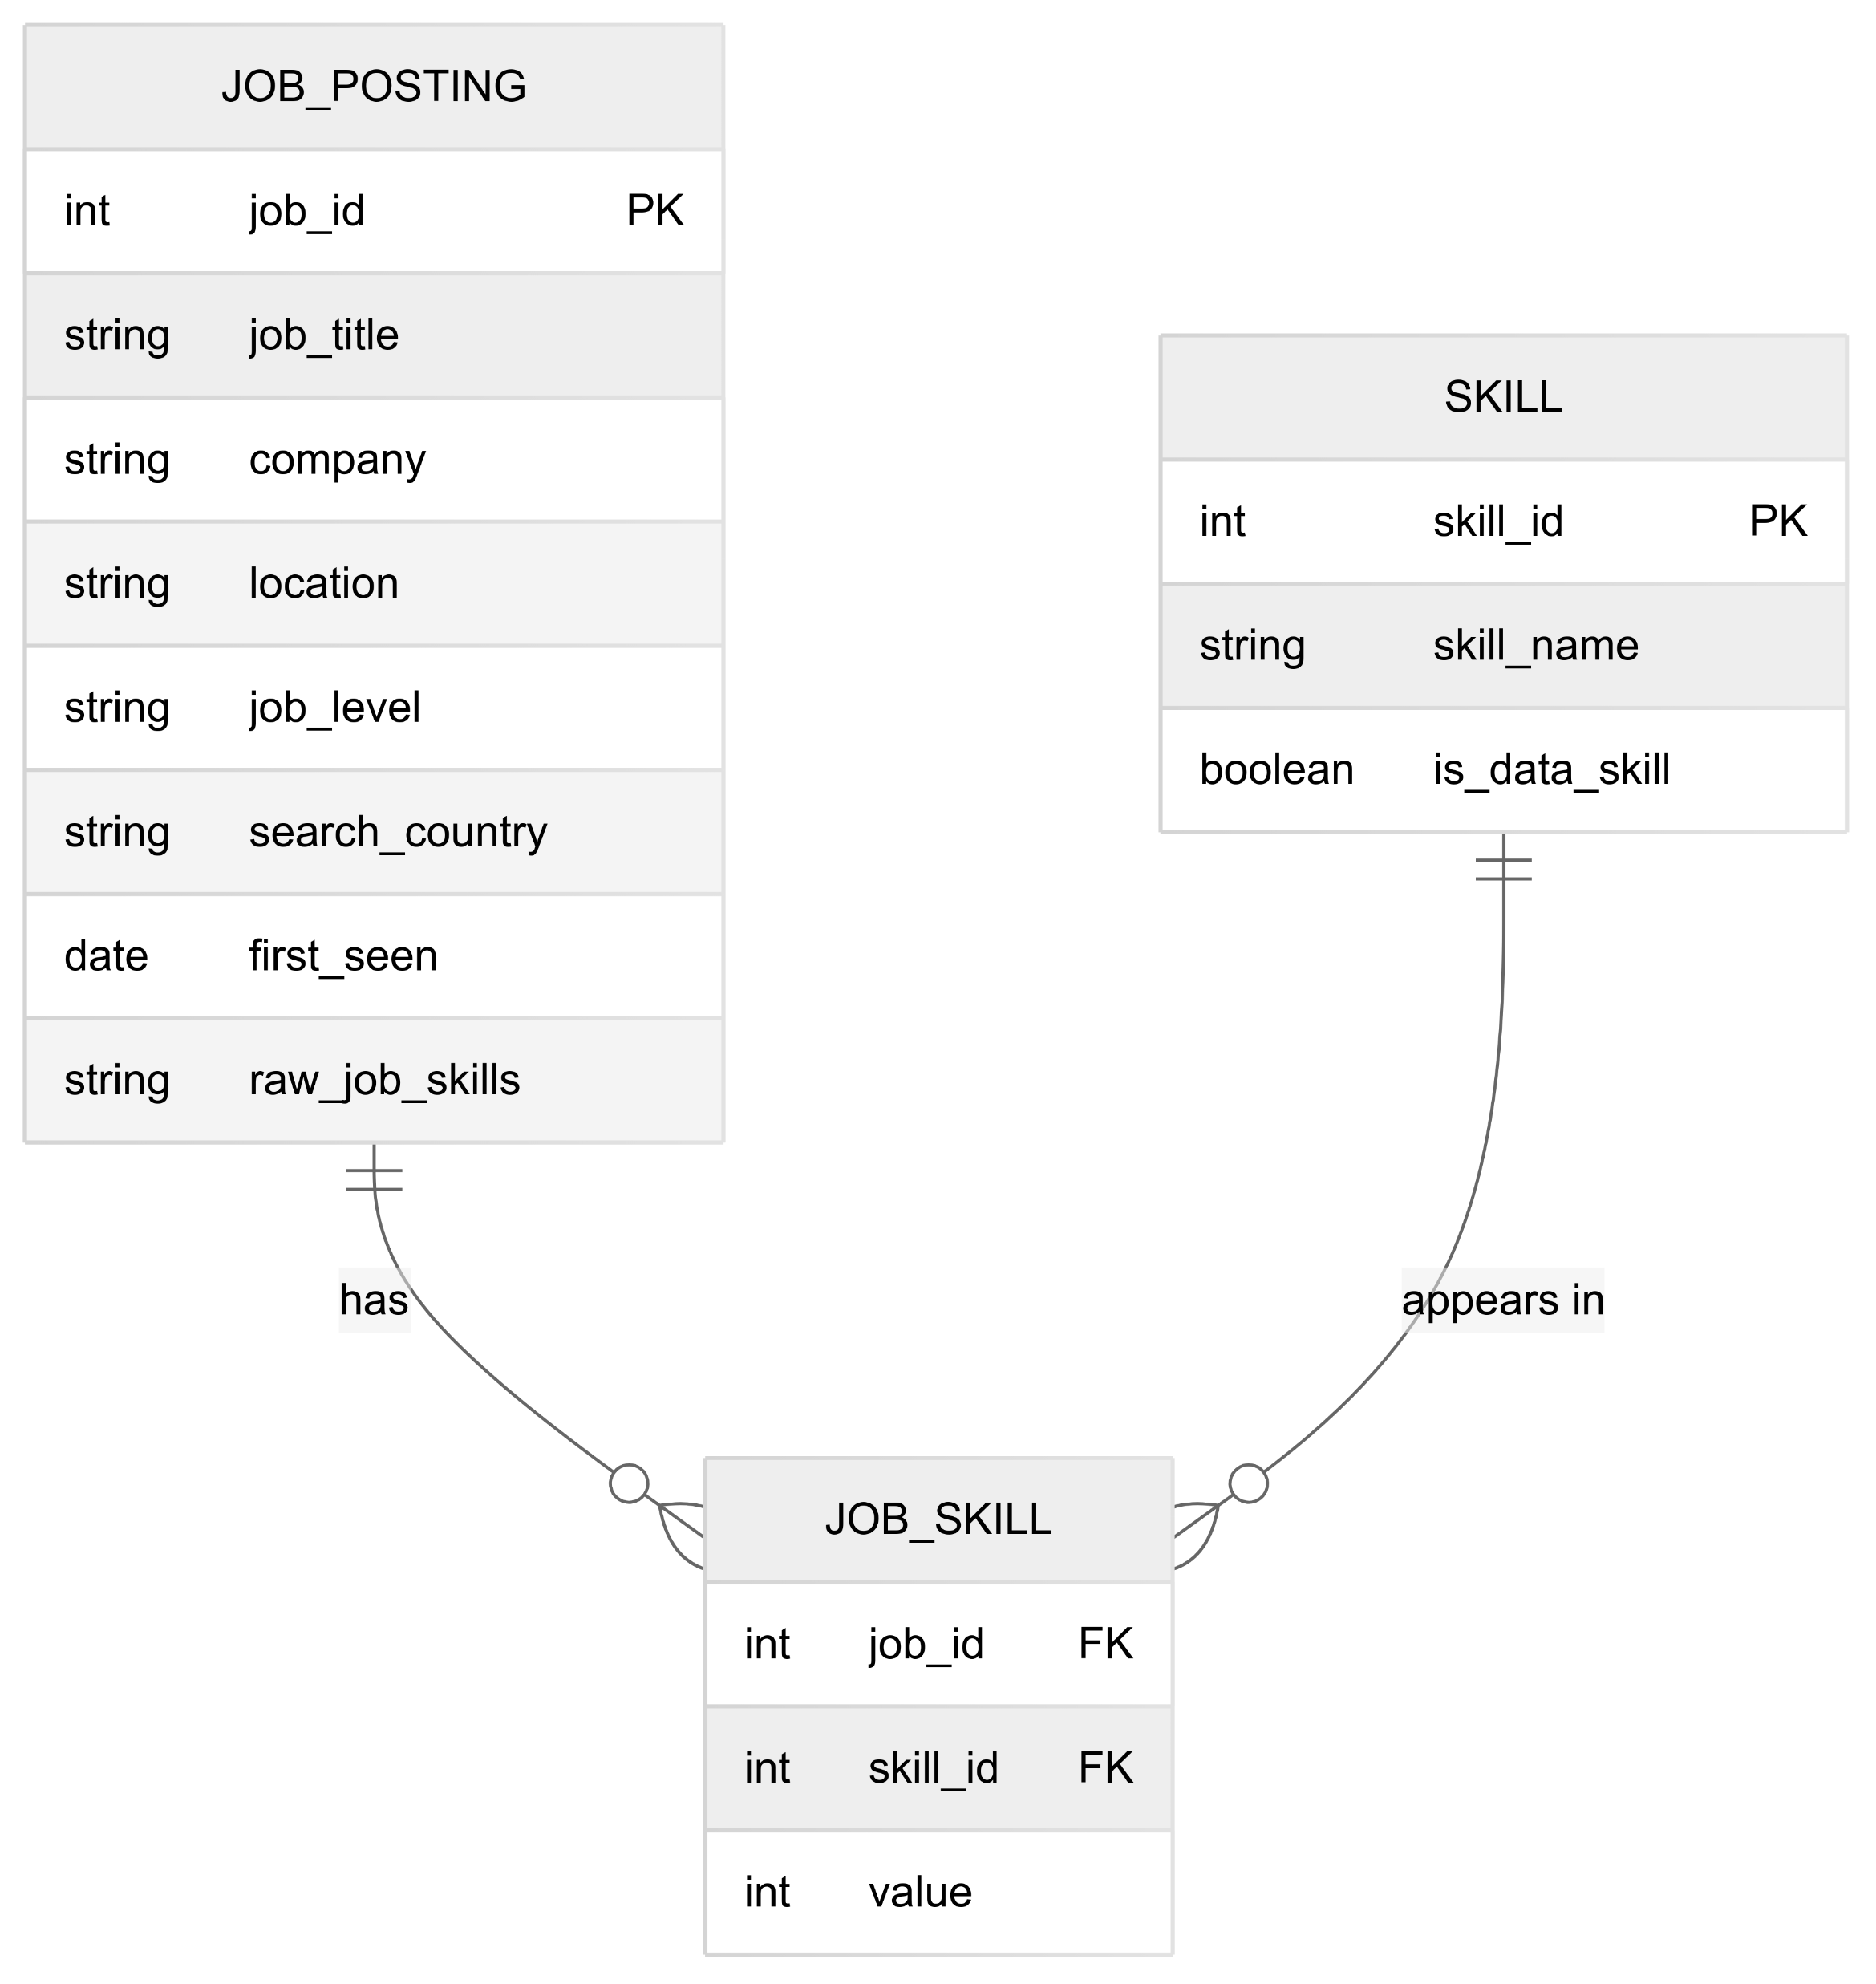 JOB_POSTING
int job_id PK
string job_title
string company
string location
string job_level
string search_country
date first_seen
string raw_job_skills
SKILL
int skill_id PK
string skill_name
boolean is_data_skill
has
appears in
JOB_SKILL
int job_id FK
int skill_id FK
int value